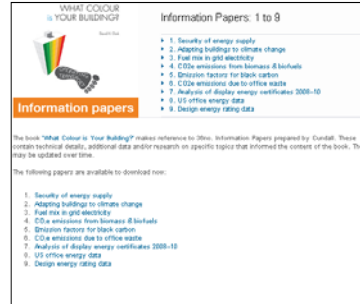 WHAT COLOUR
IS YOUR BUILDING?
Information papers
Information Papers: 1 to 9
1. Security of energy supply
2. Adapting buildings to climate change
3. Fuel mix in grid electricity
4. CO2e emissions from biomass & biofuels
5. Emission factors for black carbon
6. CO2e emissions due to office waste
7. Analysis of display energy certificates 2008-10
8. US office energy data
9. Design energy rating data
The book "What Colour is Your Building?" makes reference to 36no. Information Papers prepared by Cundall. These
contain technical details, additional data and/or research on specific topics that informed the content of the book. The
may be updated over time.
The following papers are available to download now:
1. Security of energy supply
2. Adapting buildings to climate change
3. Fuel mix in grid electricity
4. CO2e emissions from biomass & biofuels
5. Emission factors for black carbon
6. CO2e emissions due to office waste
7. Analysis of display energy certificates 2008-10
8. US office energy data
9. Design energy rating data